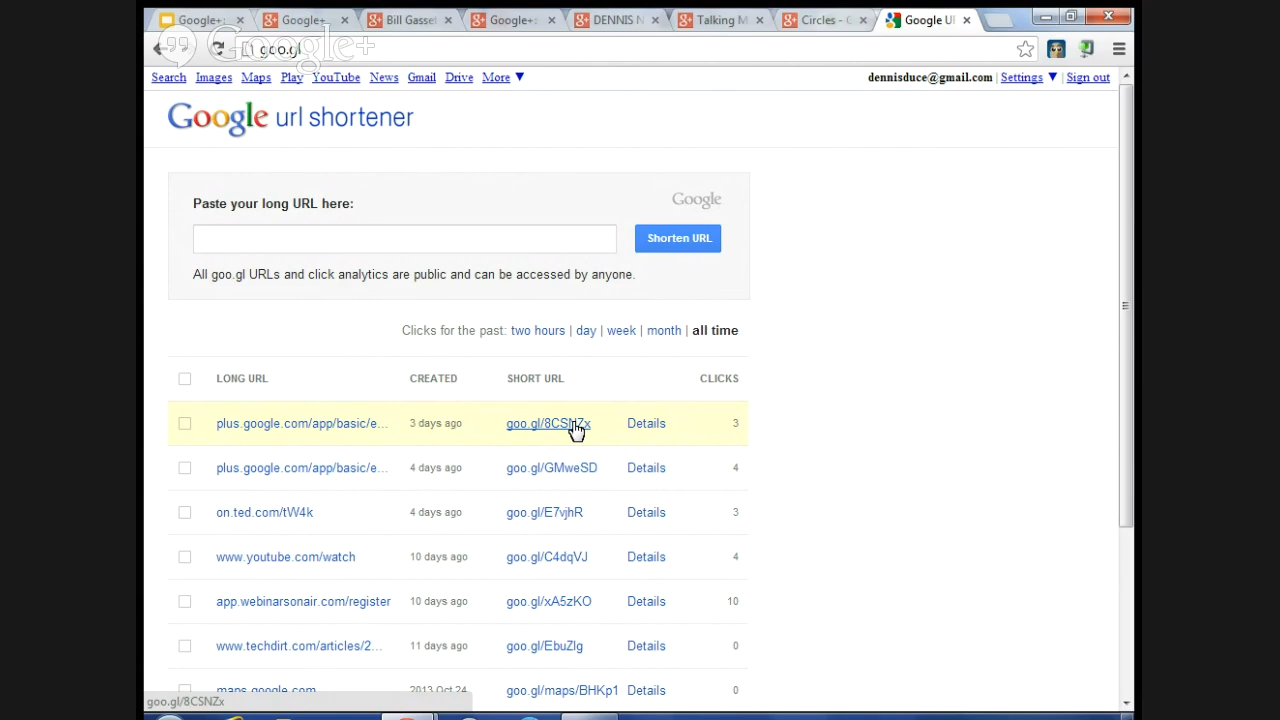 Google+: Google+ Bill Gasset Google+: DENNIS N Talking M Circles - G Google UR
Google+
goo.gl
Search Images Maps Play YouTube News Gmail Drive More ▼ dennisduce@gmail.com | Settings ▼ | Sign out
Google url shortener
Paste your long URL here: Google
Shorten URL
All goo.gl URLs and click analytics are public and can be accessed by anyone.
Clicks for the past: two hours | day | week | month | all time
LONG URL CREATED SHORT URL CLICKS
plus.google.com/app/basic/e... 3 days ago goo.gl/8CSNZx Details 3
plus.google.com/app/basic/e... 4 days ago goo.gl/GMweSD Details 4
on.ted.com/tW4k 4 days ago goo.gl/E7vjhR Details 3
www.youtube.com/watch 10 days ago goo.gl/C4dqVJ Details 4
app.webinarsonair.com/register 10 days ago goo.gl/xA5zKO Details 10
www.techdirt.com/articles/2... 11 days ago goo.gl/EbuZlg Details 0
maps.google.com 2013 Oct 24 goo.gl/maps/BHKp1 Details 0
goo.gl/8CSNZx